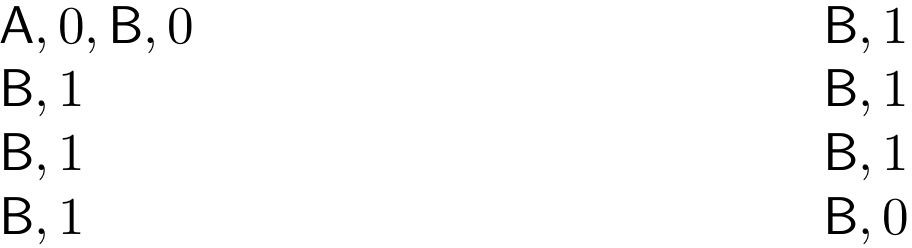 A, 0, B, 0 B, 1
B, 1 B, 1
B, 1 B, 1
B, 1 B, 0